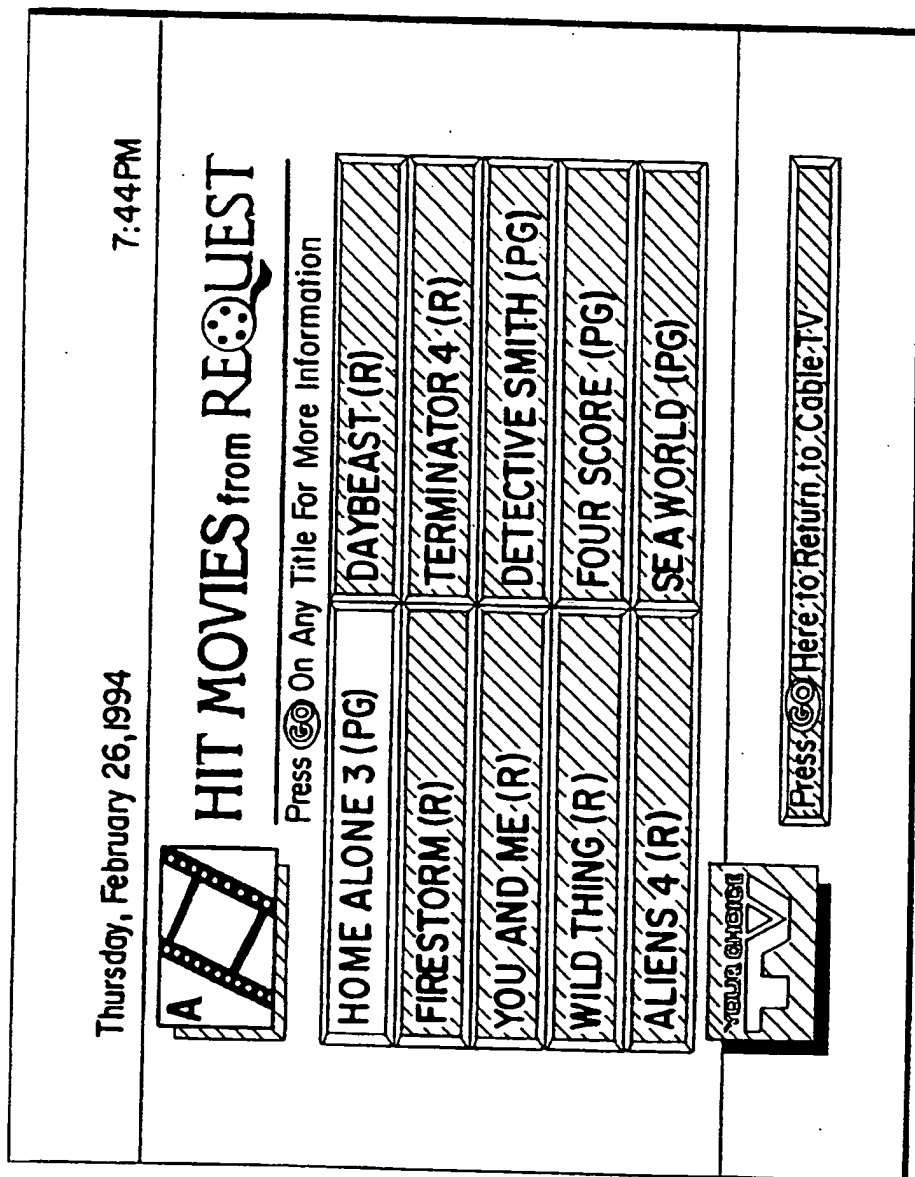 Thursday, February 26, 1994 7:44PM
A
HIT MOVIES from REQUEST
Press GO On Any Title For More Information
HOME ALONE 3 (PG) DAYBEAST (R)
FIRESTORM (R) TERMINATOR 4 (R)
YOU AND ME (R) DETECTIVE SMITH (PG)
WILD THING (R) FOUR SCORE (PG)
ALIENS 4 (R) SEA WORLD (PG)
YOUR CHOICE
TV
Press GO Here to Return to Cable TV